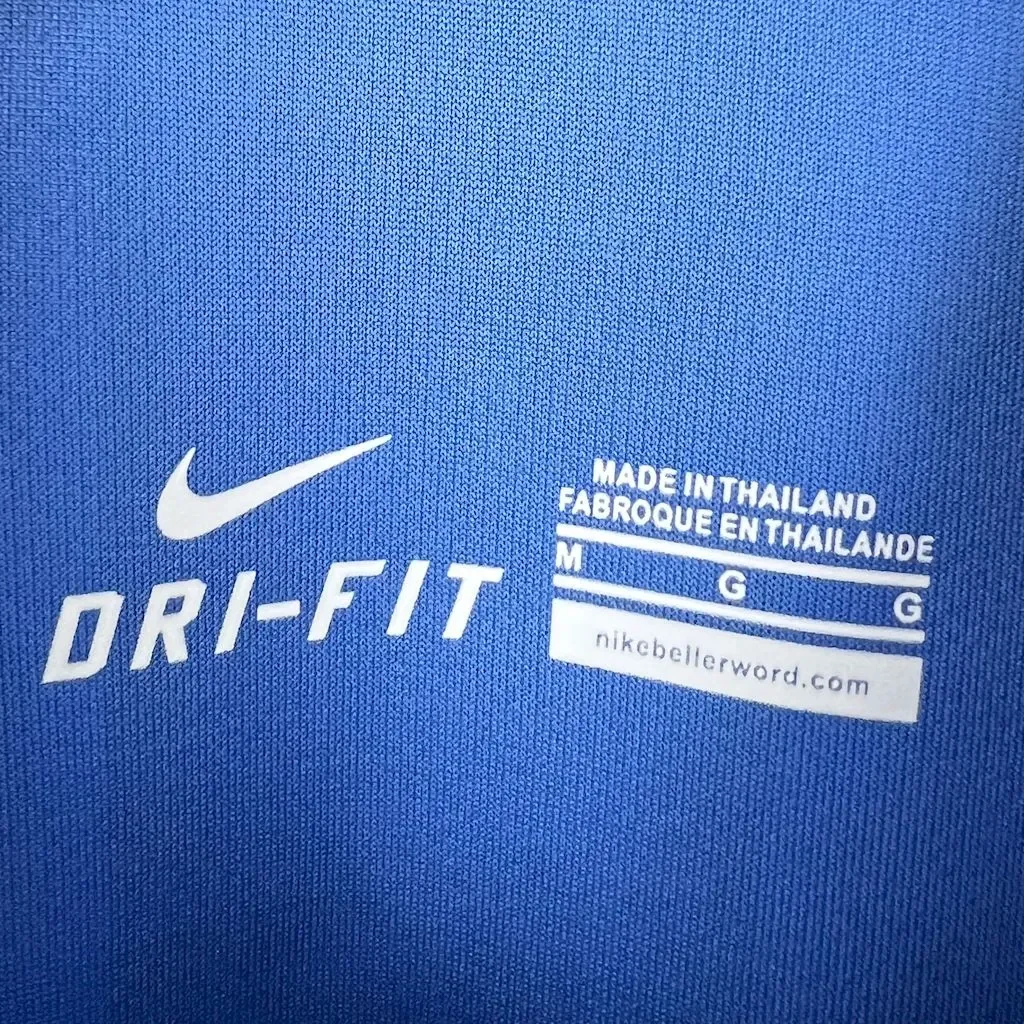 DRI-FIT
MADE IN THAILAND
FABROQUE EN THAILANDE
M G G
nikebellerword.com